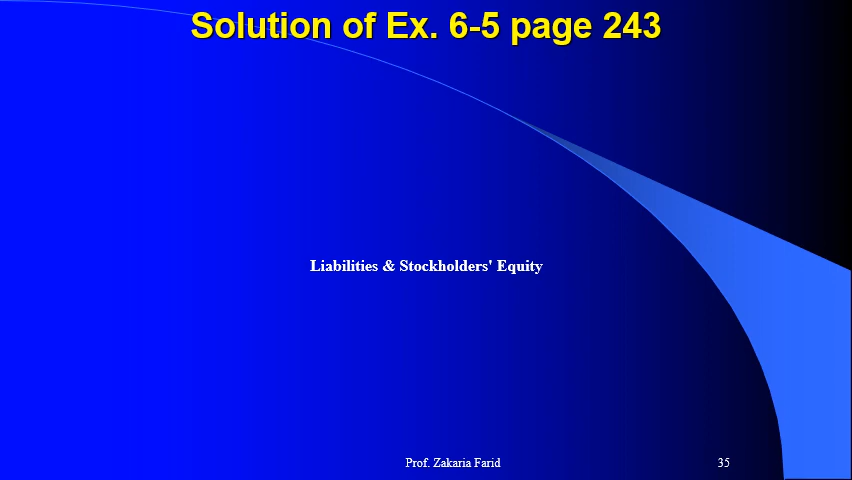 Solution of Ex. 6-5 page 243
Liabilities & Stockholders' Equity
Prof. Zakaria Farid
35